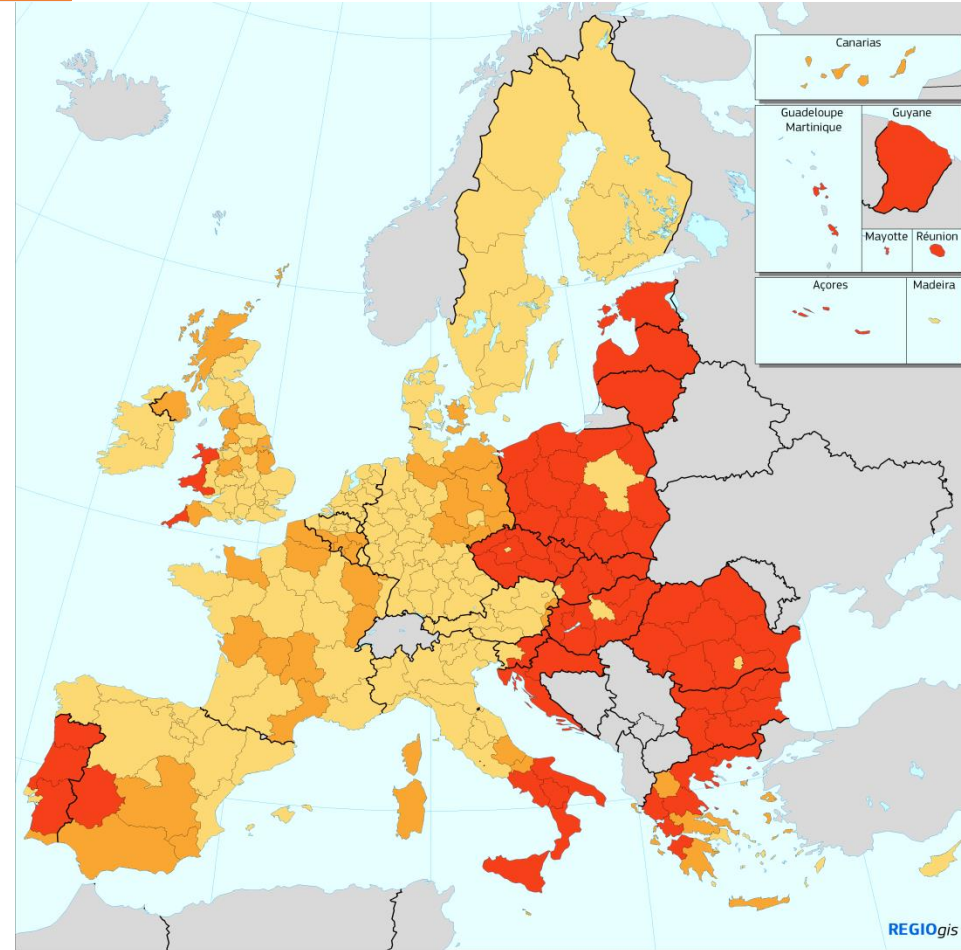 Canarias
Guadeloupe
Martinique
Guyane
Mayotte
Réunion
Açores
Madeira
REGIOgis